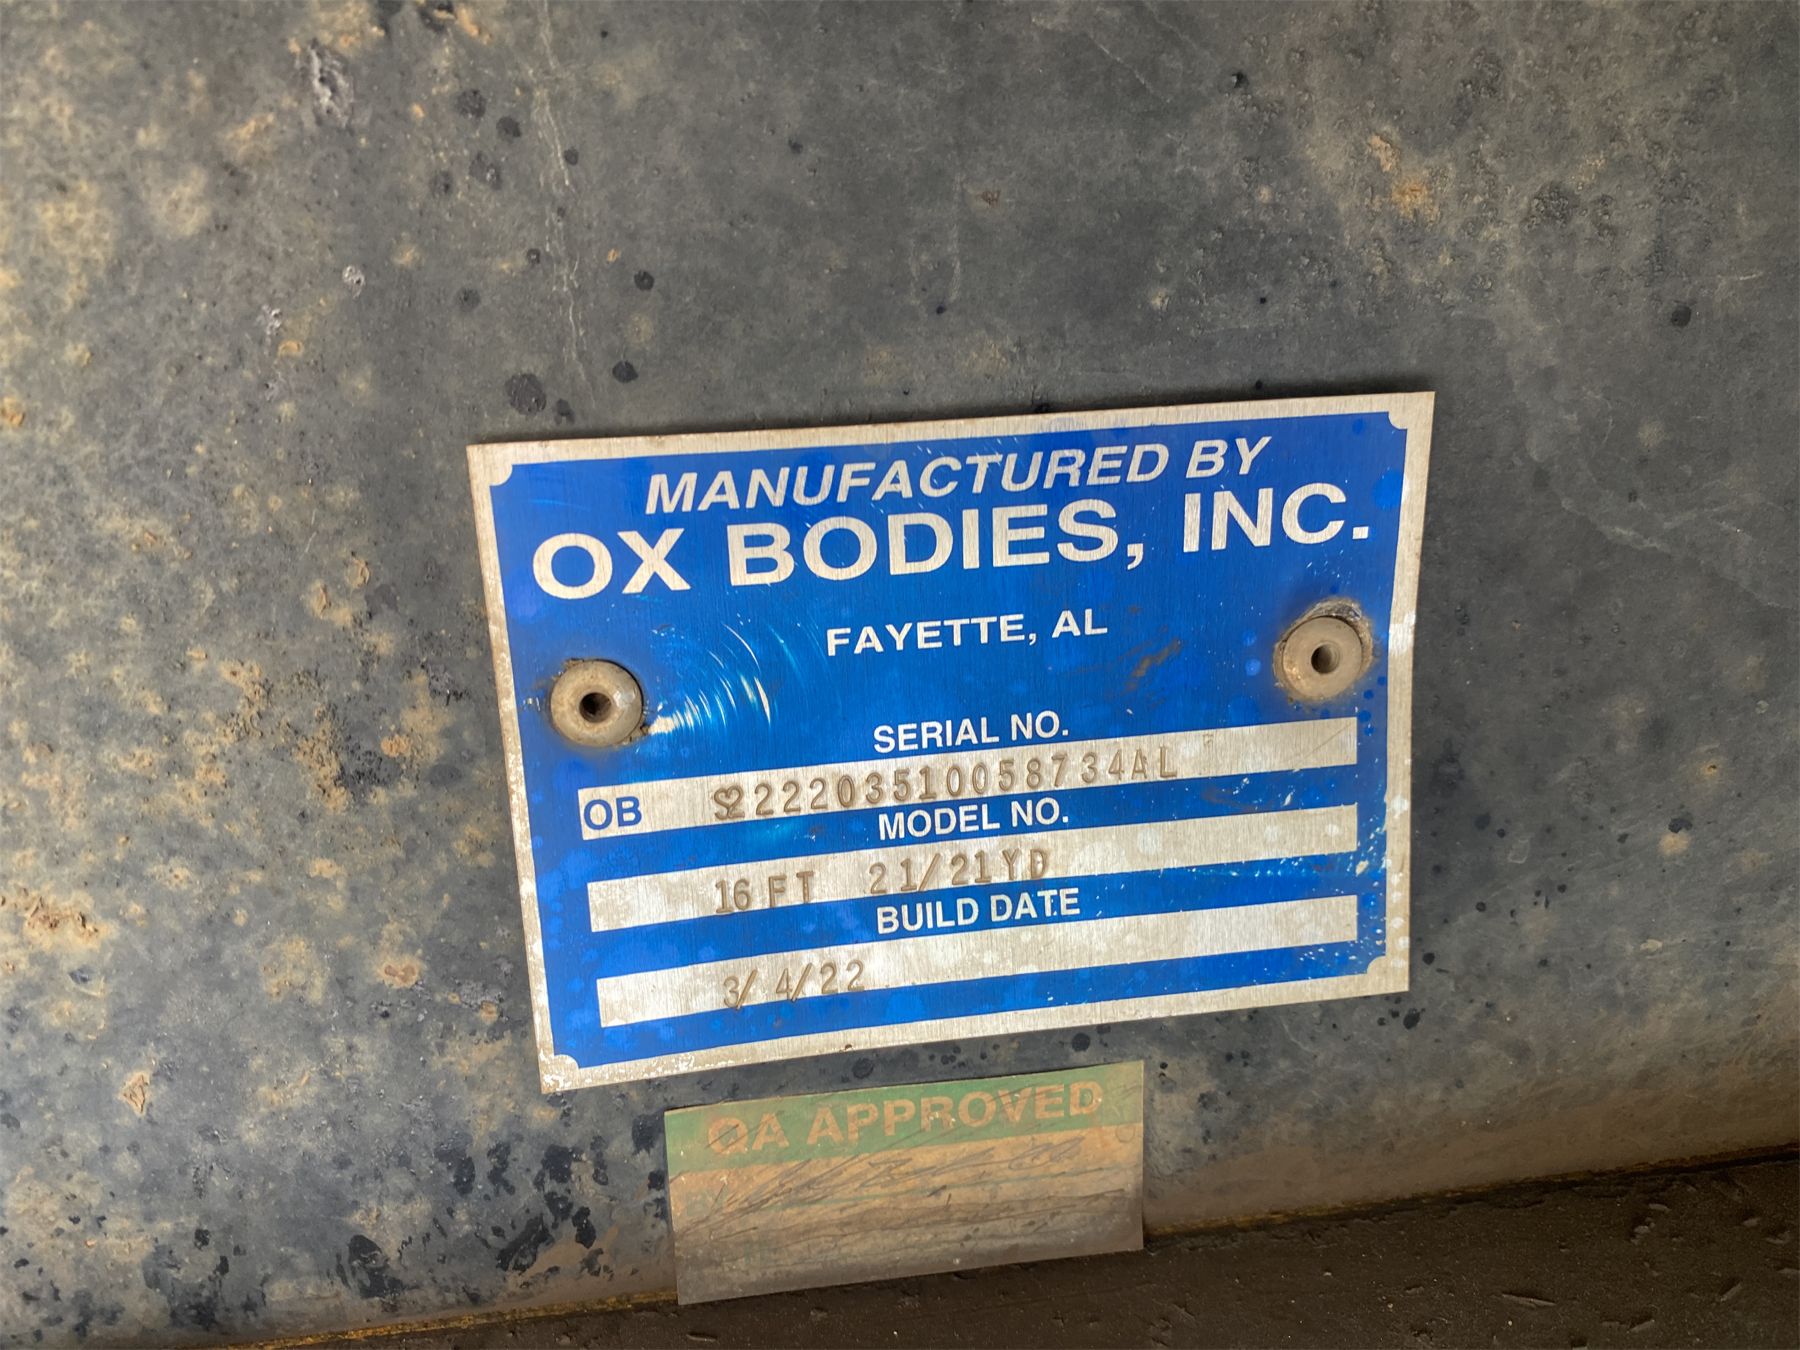 MANUFACTURED BY
OX BODIES, INC.
FAYETTE, AL
SERIAL NO.
OB
MODEL NO.
16 FT 21/21YD
BUILD DATE
3/ 4/22
QA APPROVED